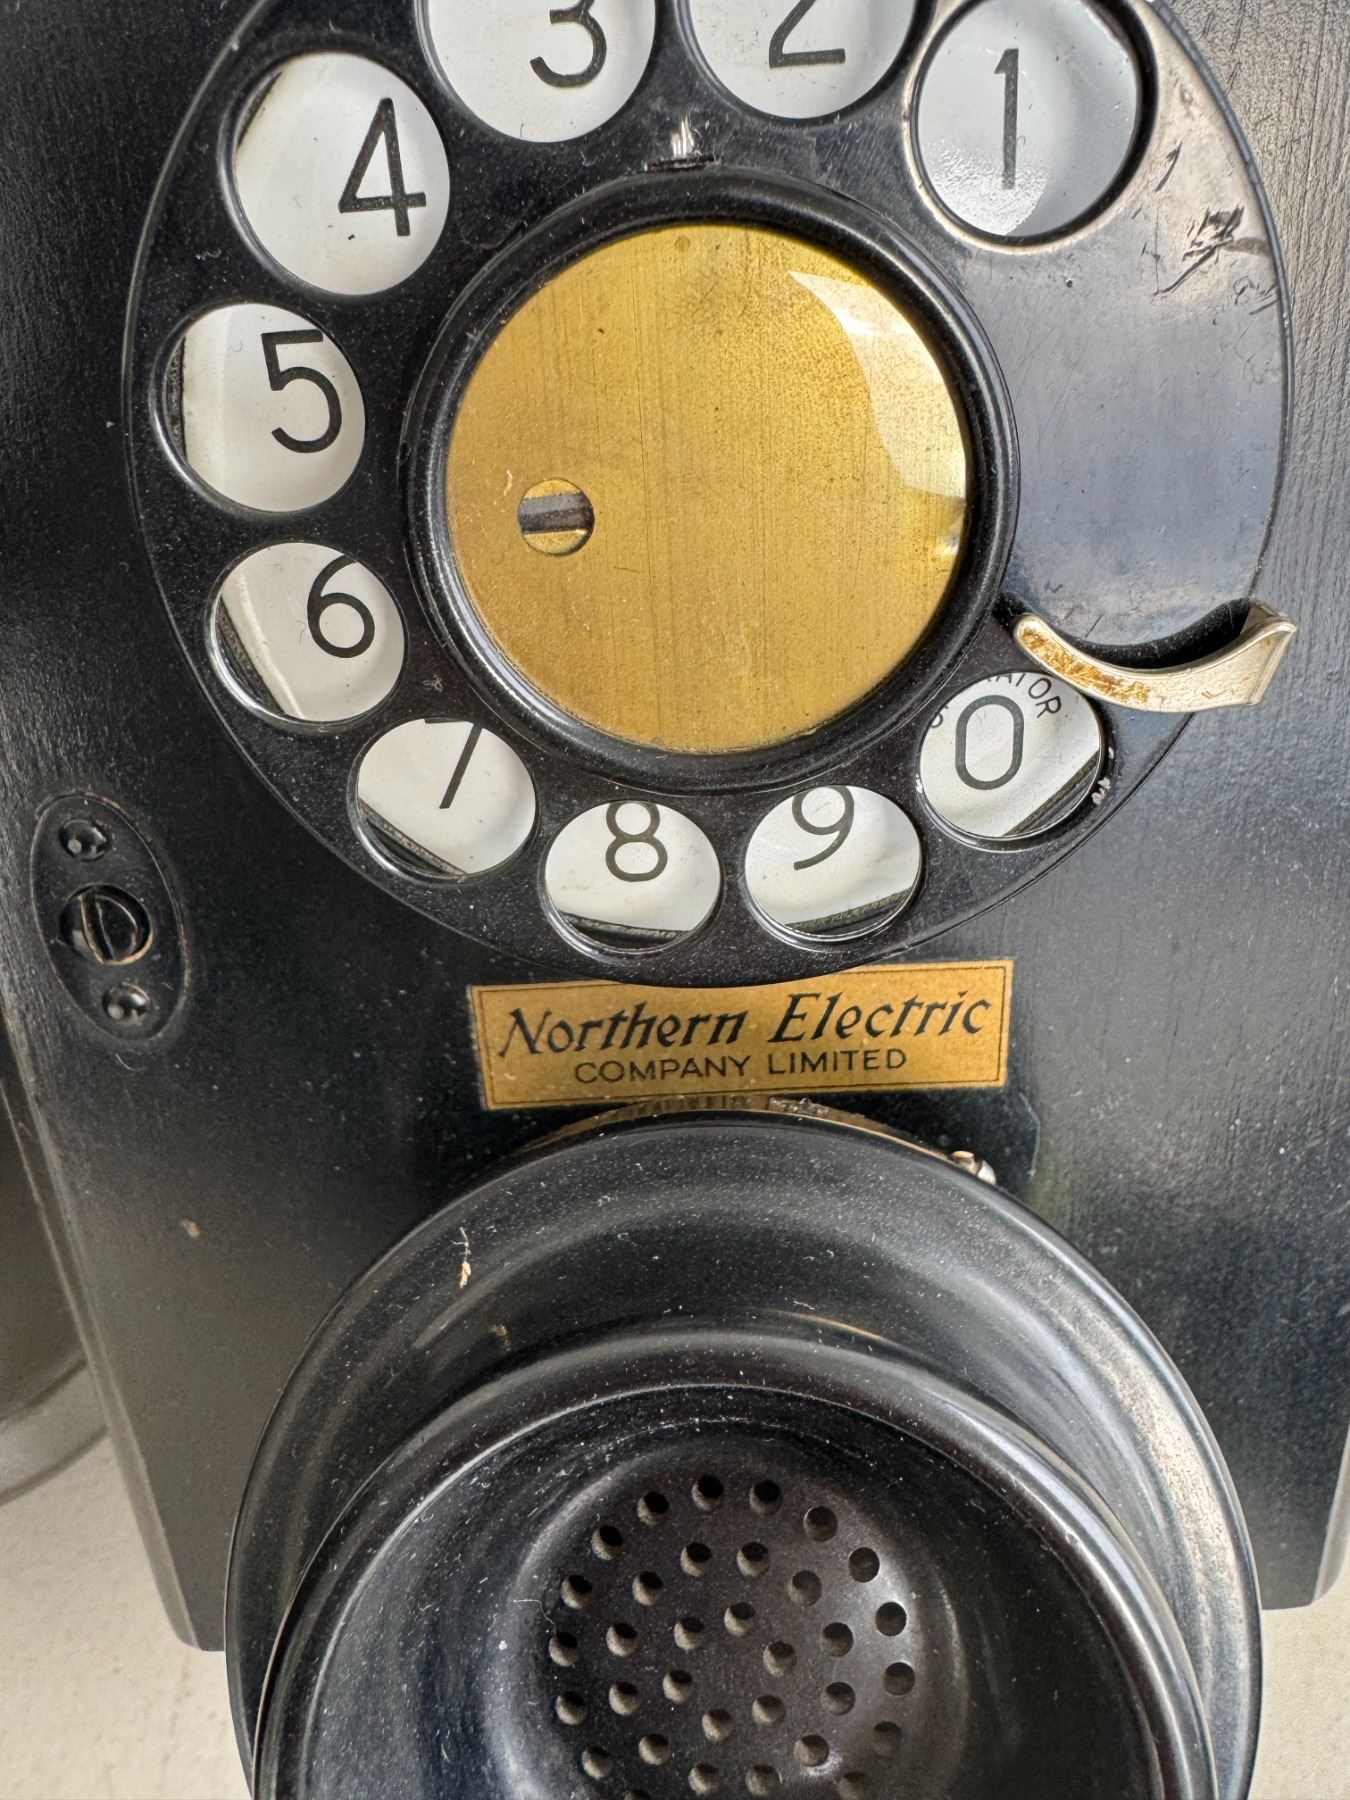 3 2 1
4
5
6
7 8 9 0
Northern Electric
COMPANY LIMITED